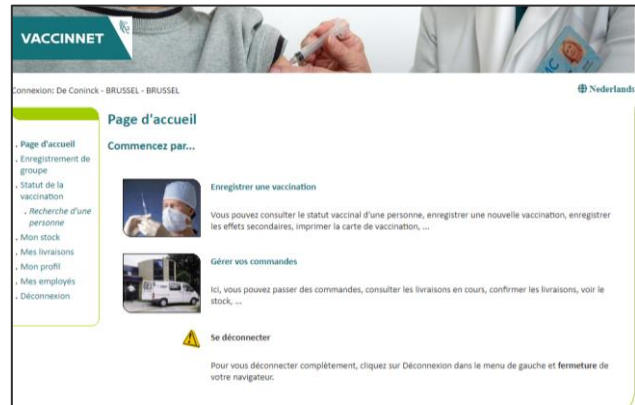 VACCINNET
Connexion: De Coninck - BRUSSEL - BRUSSEL
Nederlands
Page d'accueil
Commencez par...
. Page d'accueil
. Enregistrement de
groupe
. Statut de la
vaccination
. Recherche d'une
personne
. Mon stock
. Mes livraisons
. Mon profil
. Mes employés
. Déconnexion
Enregistrer une vaccination
Vous pouvez consulter le statut vaccinal d'une personne, enregistrer une nouvelle vaccination, enregistrer
les effets secondaires, imprimer la carte de vaccination, ...
Gérer vos commandes
Ici, vous pouvez passer des commandes, consulter les livraisons en cours, confirmer les livraisons, voir le
stock, ...
Se déconnecter
Pour vous déconnecter complètement, cliquez sur Déconnexion dans le menu de gauche et fermeture de
votre navigateur.